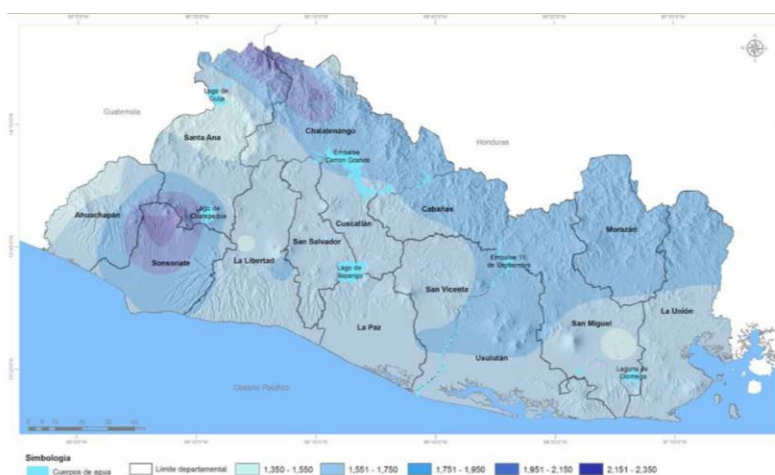 Guatemala
Honduras
Lago de
Guija
Santa Ana
Chalatenango
Embalse
Cerrón Grande
Ahuachapán
Lago de
Coatepeque
Cabañas
Cuscatlán
Morazán
Sonsonate
La Libertad
San Salvador
Lago de
Ilopango
San Vicente
Embalse 15
de Septiembre
La Paz
San Miguel
La Unión
Usulután
Laguna de
Olomega
Oceano Pacifico
Simbología
Cuerpos de agua
Límite departamental
1,350 - 1,550
1,551 - 1,750
1,751 - 1,950
1,951 - 2,150
2,151 - 2,350